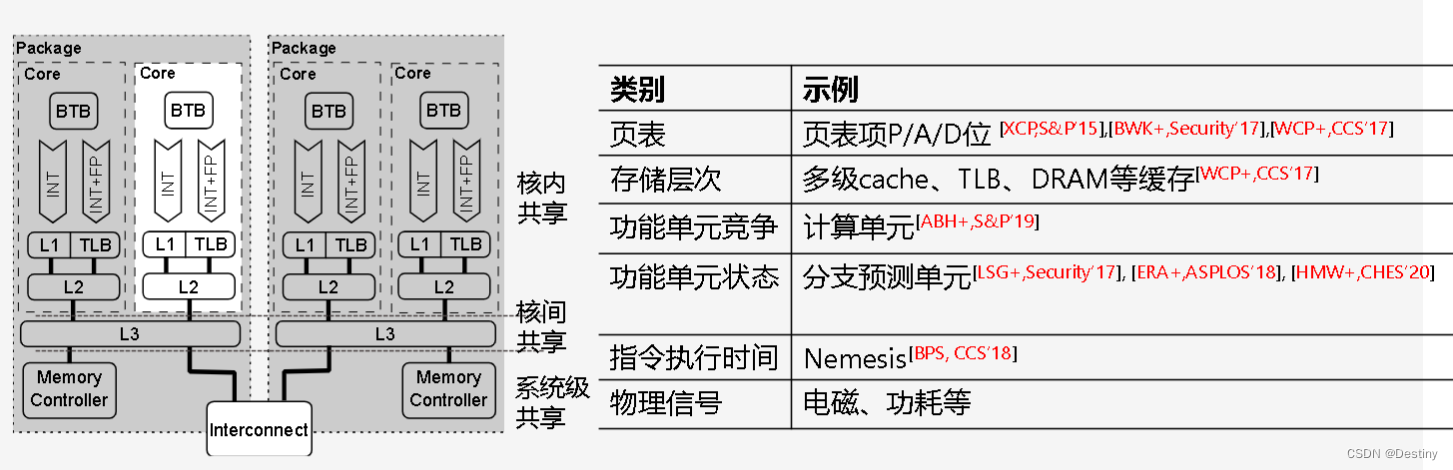 Package
Package
Core
Core
Core
Core
BTB
BTB
BTB
BTB
INT
INT+FP
INT
INT+FP
INT
INT+FP
INT
INT+FP
L1 TLB
L1 TLB
L1 TLB
L1 TLB
L2
L2
L2
L2
L3
L3
Memory
Controller
Memory
Controller
Interconnect
核内
共享
核间
共享
系统级
共享
类别 示例
页表 页表项P/A/D位 [XCP,S&P'15],[BWK+,Security'17],[WCP+,CCS'17]
存储层次 多级cache、TLB、DRAM等缓存[WCP+,CCS'17]
功能单元竞争 计算单元[ABH+,S&P'19]
功能单元状态 分支预测单元[LSG+,Security'17], [ERA+,ASPLOS'18], [HMW+,CHES'20]
指令执行时间 Nemesis[BPS, CCS'18]
物理信号 电磁、功耗等
CSDN @Destiny